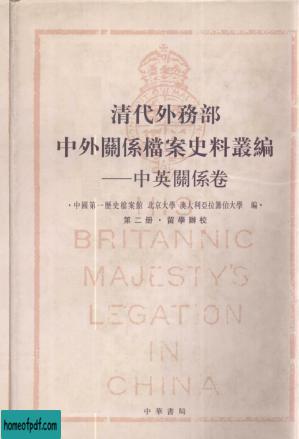 清代外務部
中外關係檔案史料叢編
——中英關係卷
·中國第一歷史檔案館 北京大學 澳大利亞拉籌伯大學 編·
第二册·留學辦校
BRITANNIC
MAJESTY'S
LEGATION
IN
CHINA
中華書局
homeofpdf.com